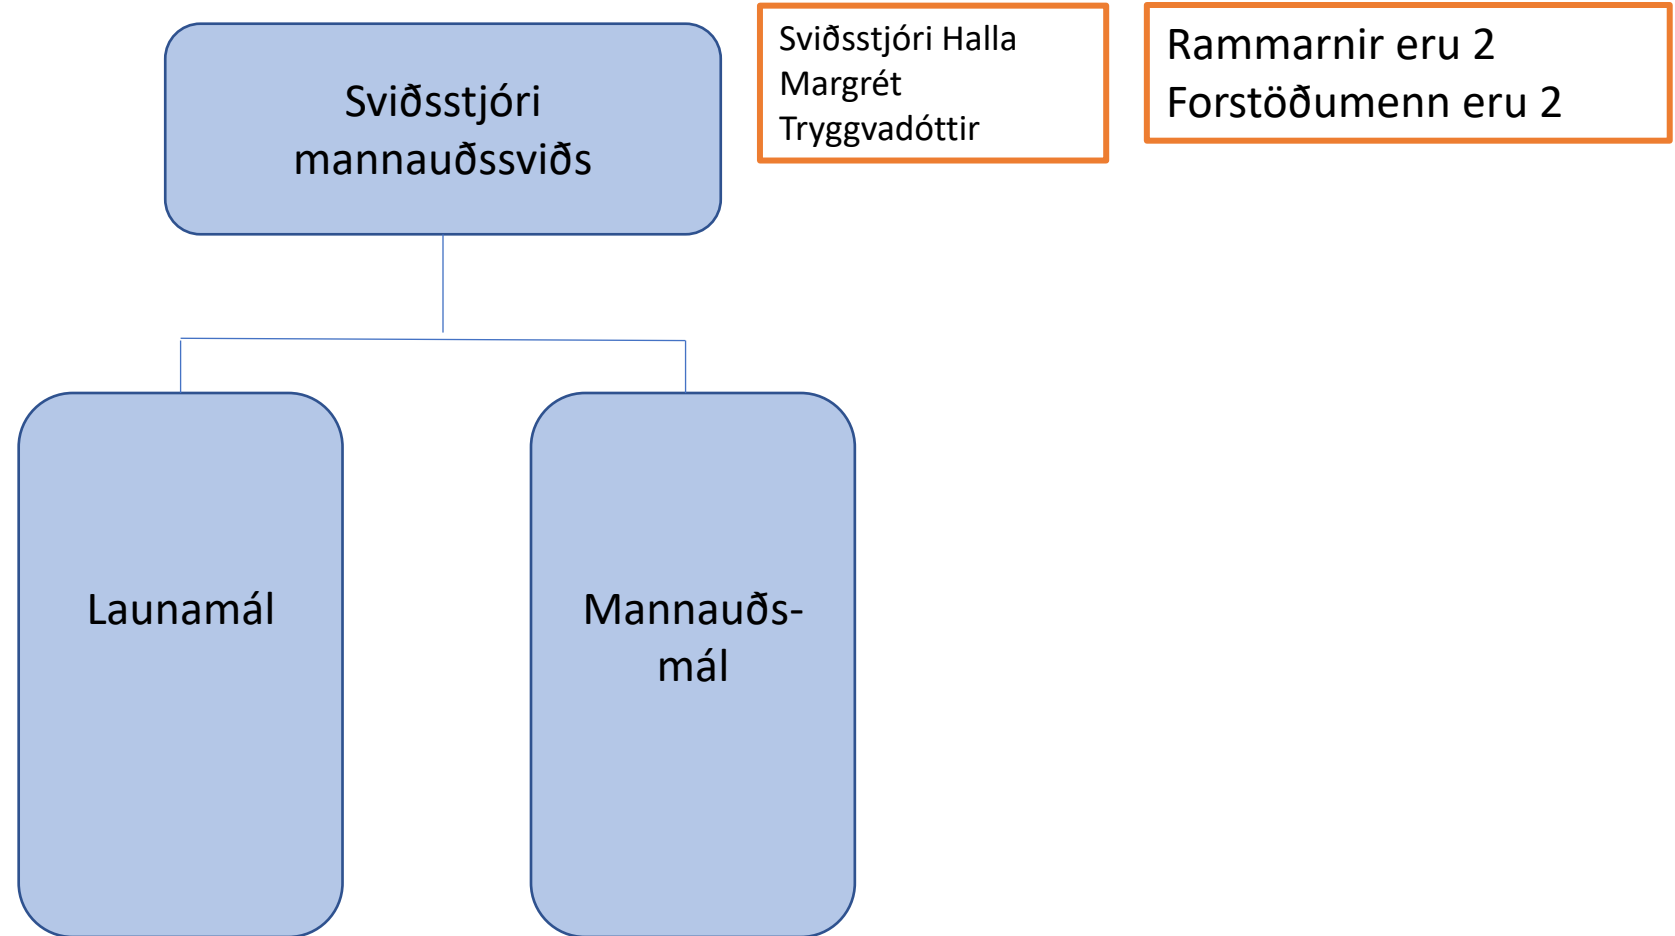 Sviðsstjóri
mannauðssviðs
Sviðsstjóri Halla
Margrét
Tryggvadóttir
Rammarnir eru 2
Forstöðumenn eru 2
Launamál
Mannauðs-
mál